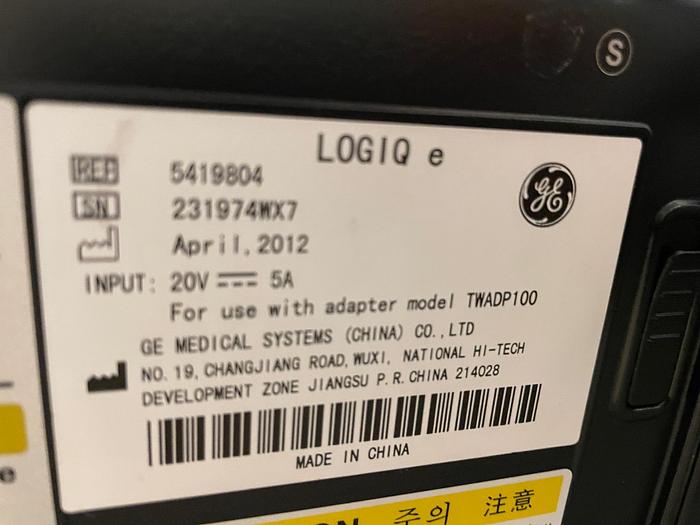 S
LOGIQ e
GE
REF 5419804
SN 231974WX7
April, 2012
INPUT: 20V 5A
For use with adapter model TWADP100
GE MEDICAL SYSTEMS (CHINA) CO.,LTD
NO. 19, CHANGJIANG ROAD, WUXI, NATIONAL HI-TECH
DEVELOPMENT ZONE JIANGSU P.R. CHINA 214028
MADE IN CHINA
주의 注意